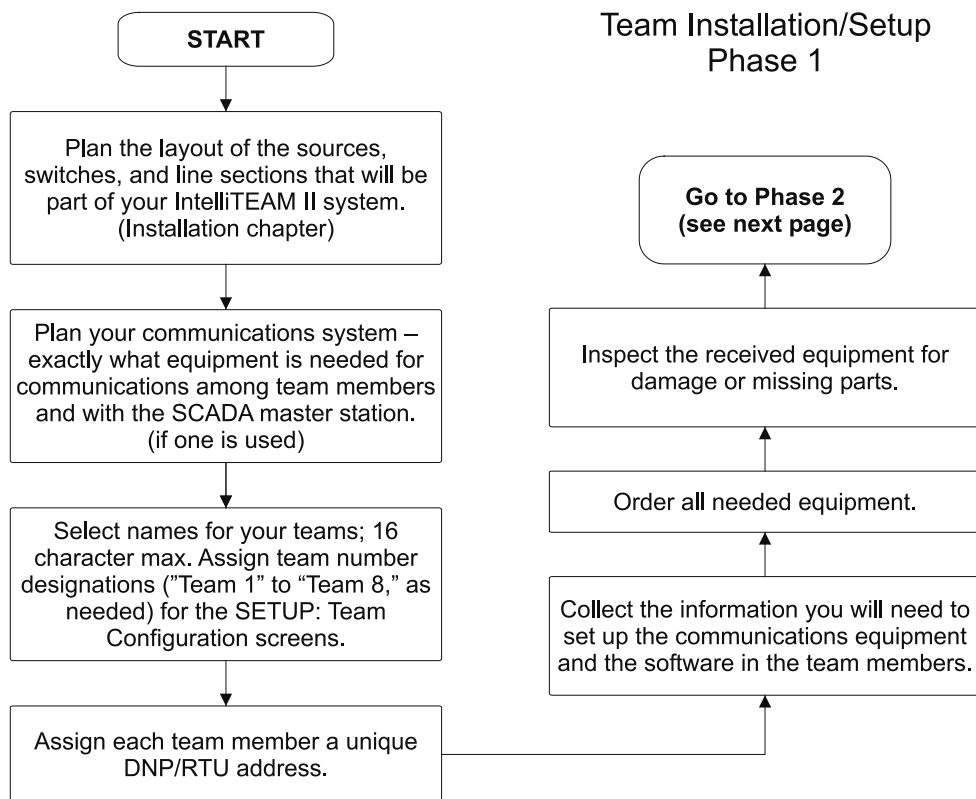 Team Installation/Setup
Phase 1
START
Plan the layout of the sources,
switches, and line sections that will be
part of your IntelliTEAM II system.
(Installation chapter)
Plan your communications system –
exactly what equipment is needed for
communications among team members
and with the SCADA master station.
(if one is used)
Select names for your teams; 16
character max. Assign team number
designations (”Team 1” to “Team 8,” as
needed) for the SETUP: Team
Configuration screens.
Assign each team member a unique
DNP/RTU address.
Collect the information you will need to
set up the communications equipment
and the software in the team members.
Order all needed equipment.
Inspect the received equipment for
damage or missing parts.
Go to Phase 2
(see next page)